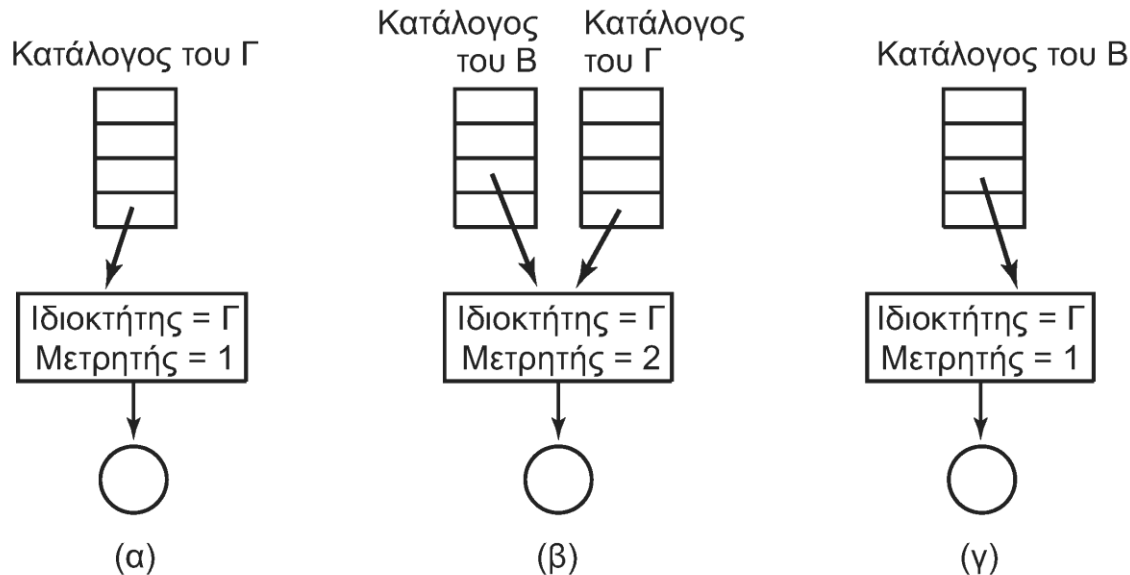 Κατάλογος του Γ
Κατάλογος
του Β
Κατάλογος
του Γ
Κατάλογος του Β
Ιδιοκτήτης = Γ
Μετρητής = 1
Ιδιοκτήτης = Γ
Μετρητής = 2
Ιδιοκτήτης = Γ
Μετρητής = 1
(α)
(β)
(γ)